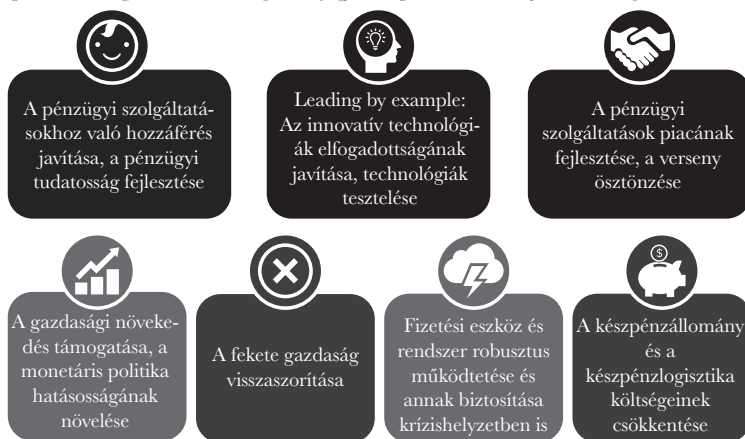 A pénzügyi szolgáltatá-
sokhoz való hozzáférés
javítása, a pénzügyi
tudatosság fejlesztése
Leading by example:
Az innovatív technológi-
ák elfogadottságának
javítása, technológiák
tesztelése
A pénzügyi
szolgáltatások piacának
fejlesztése, a verseny
ösztönzése
$
A gazdasági növeke-
dés támogatása, a
monetáris politika
hatásosságának
növelése
A fekete gazdaság
visszaszorítása
Fizetési eszköz és
rendszer robusztus
működtetése és
annak biztosítása
krízishelyzetben is
A készpénzállomány
és a
készpénzlogisztika
költségeinek
csökkentése